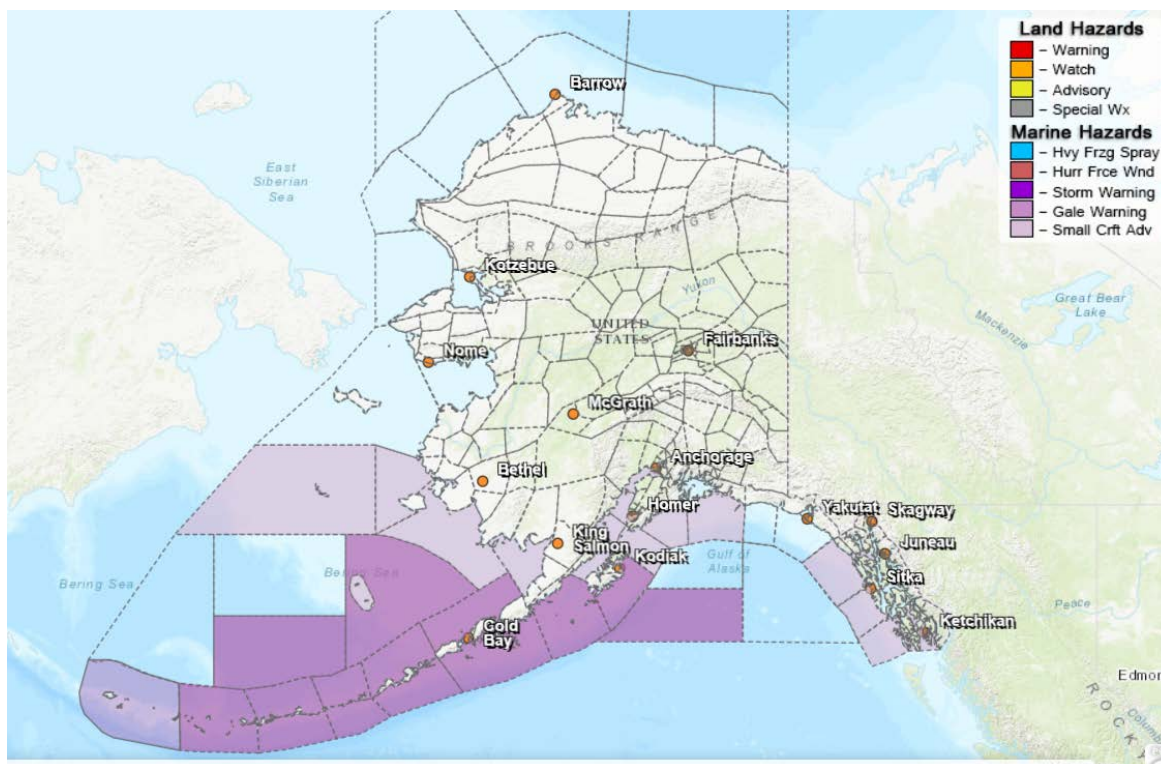 Land Hazards
– Warning
– Watch
– Advisory
– Special Wx
Marine Hazards
– Hvy Frzg Spray
– Hurr Frce Wnd
– Storm Warning
– Gale Warning
– Small Crft Adv
Barrow
East
Siberian
Sea
BROOKS RANGE
Kotzebue
Yukon
Great Bear
Lake
Mackenzie
UNITED
STATES
Nome
Fairbanks
McGrath
Anchorage
Bethel
Homer
Yakutat
Skagway
King
Salmon
Juneau
Kodiak
Gulf of
Alaska
Bering Sea
Bering Sea
Sitka
Peace
Cold
Bay
Ketchikan
Edmon
ROCK
Columbia